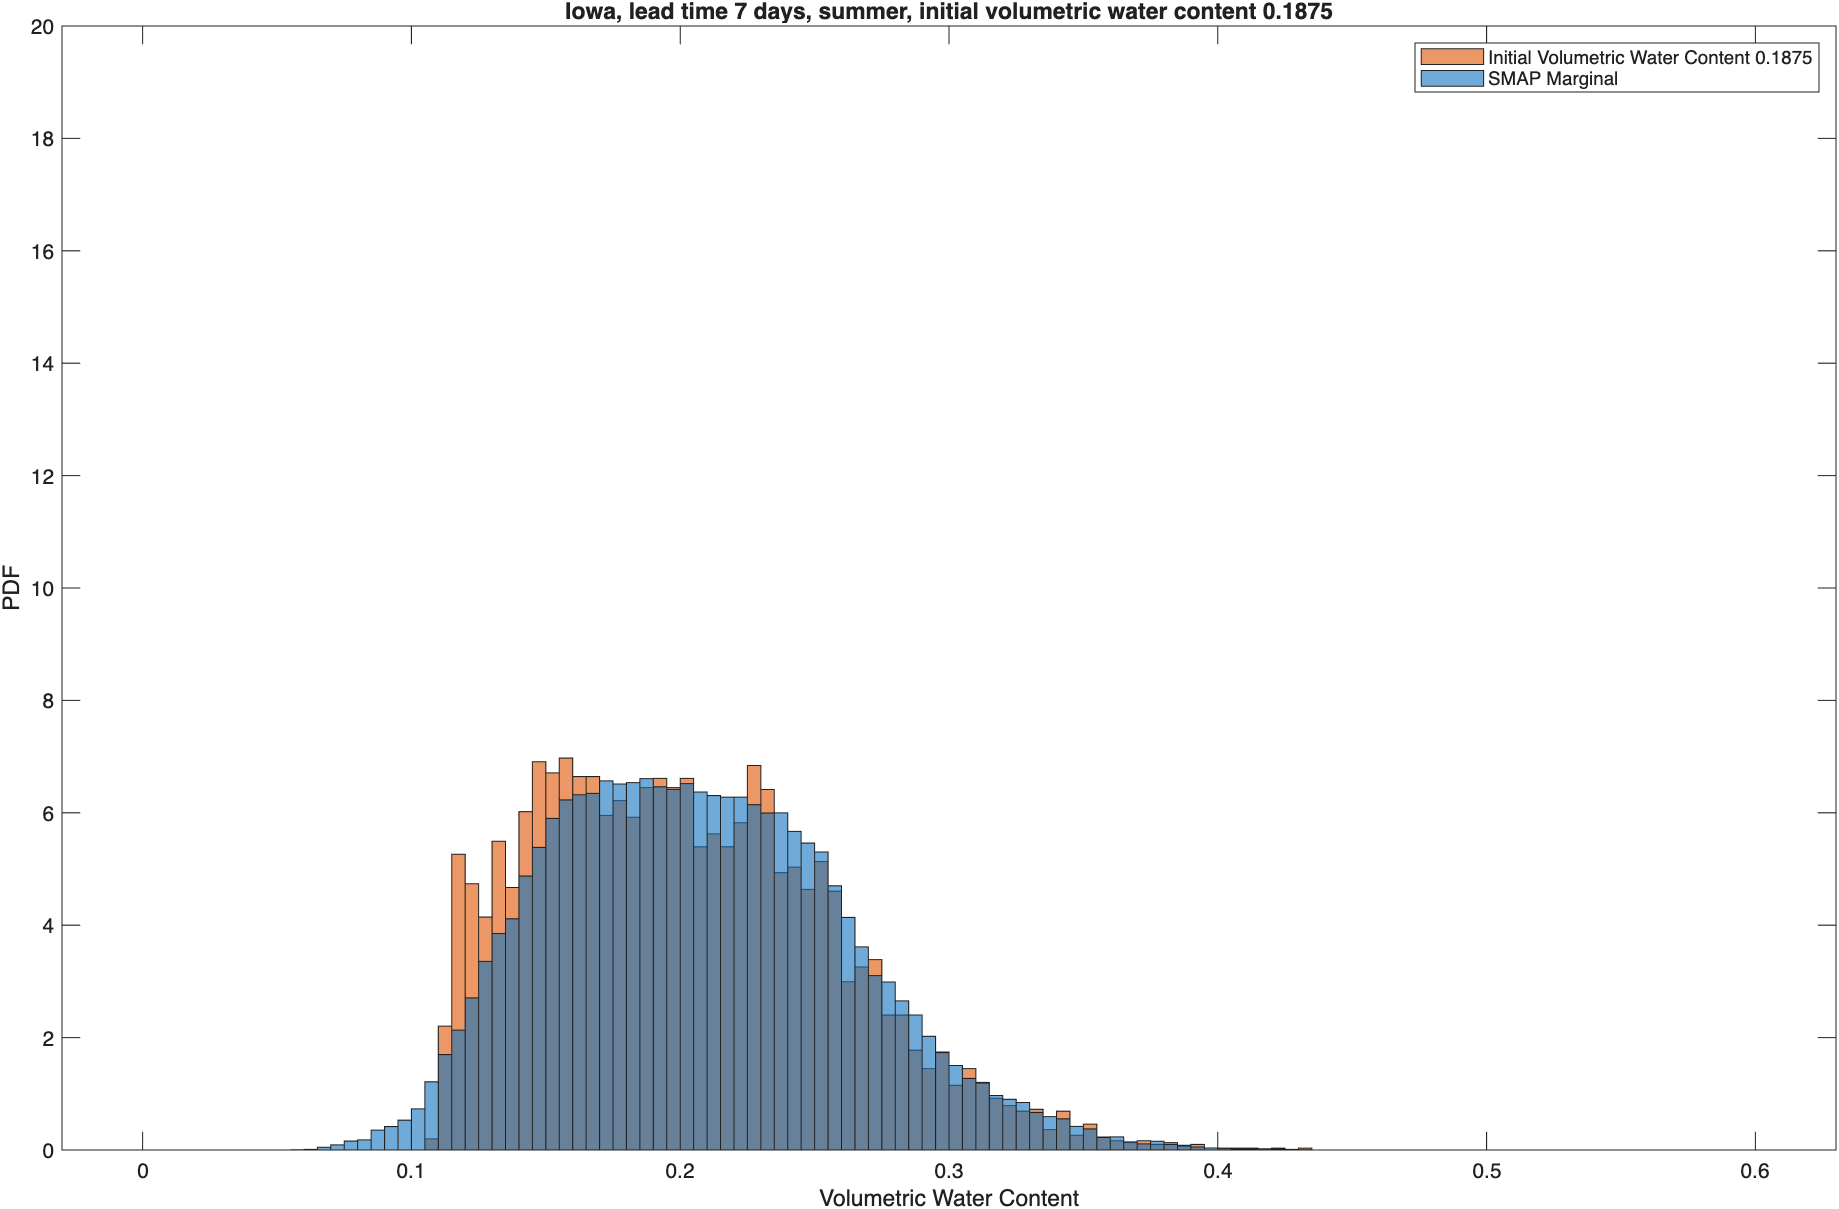 Iowa, lead time 7 days, summer, initial volumetric water content 0.1875
Initial Volumetric Water Content 0.1875
SMAP Marginal
20
18
16
14
12
10
8
6
4
2
0
PDF
0 0.1 0.2 0.3 0.4 0.5 0.6
Volumetric Water Content